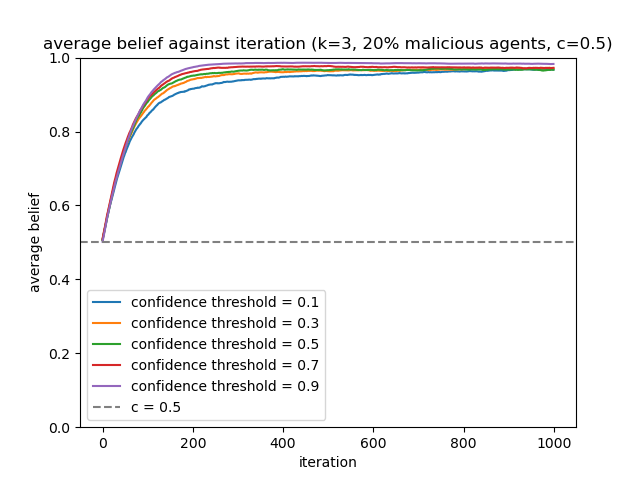 average belief against iteration (k=3, 20% malicious agents, c=0.5)
1.0
0.8
0.6
0.4
0.2
0.0
average belief
confidence threshold = 0.1
confidence threshold = 0.3
confidence threshold = 0.5
confidence threshold = 0.7
confidence threshold = 0.9
c = 0.5
0 200 400 600 800 1000
iteration